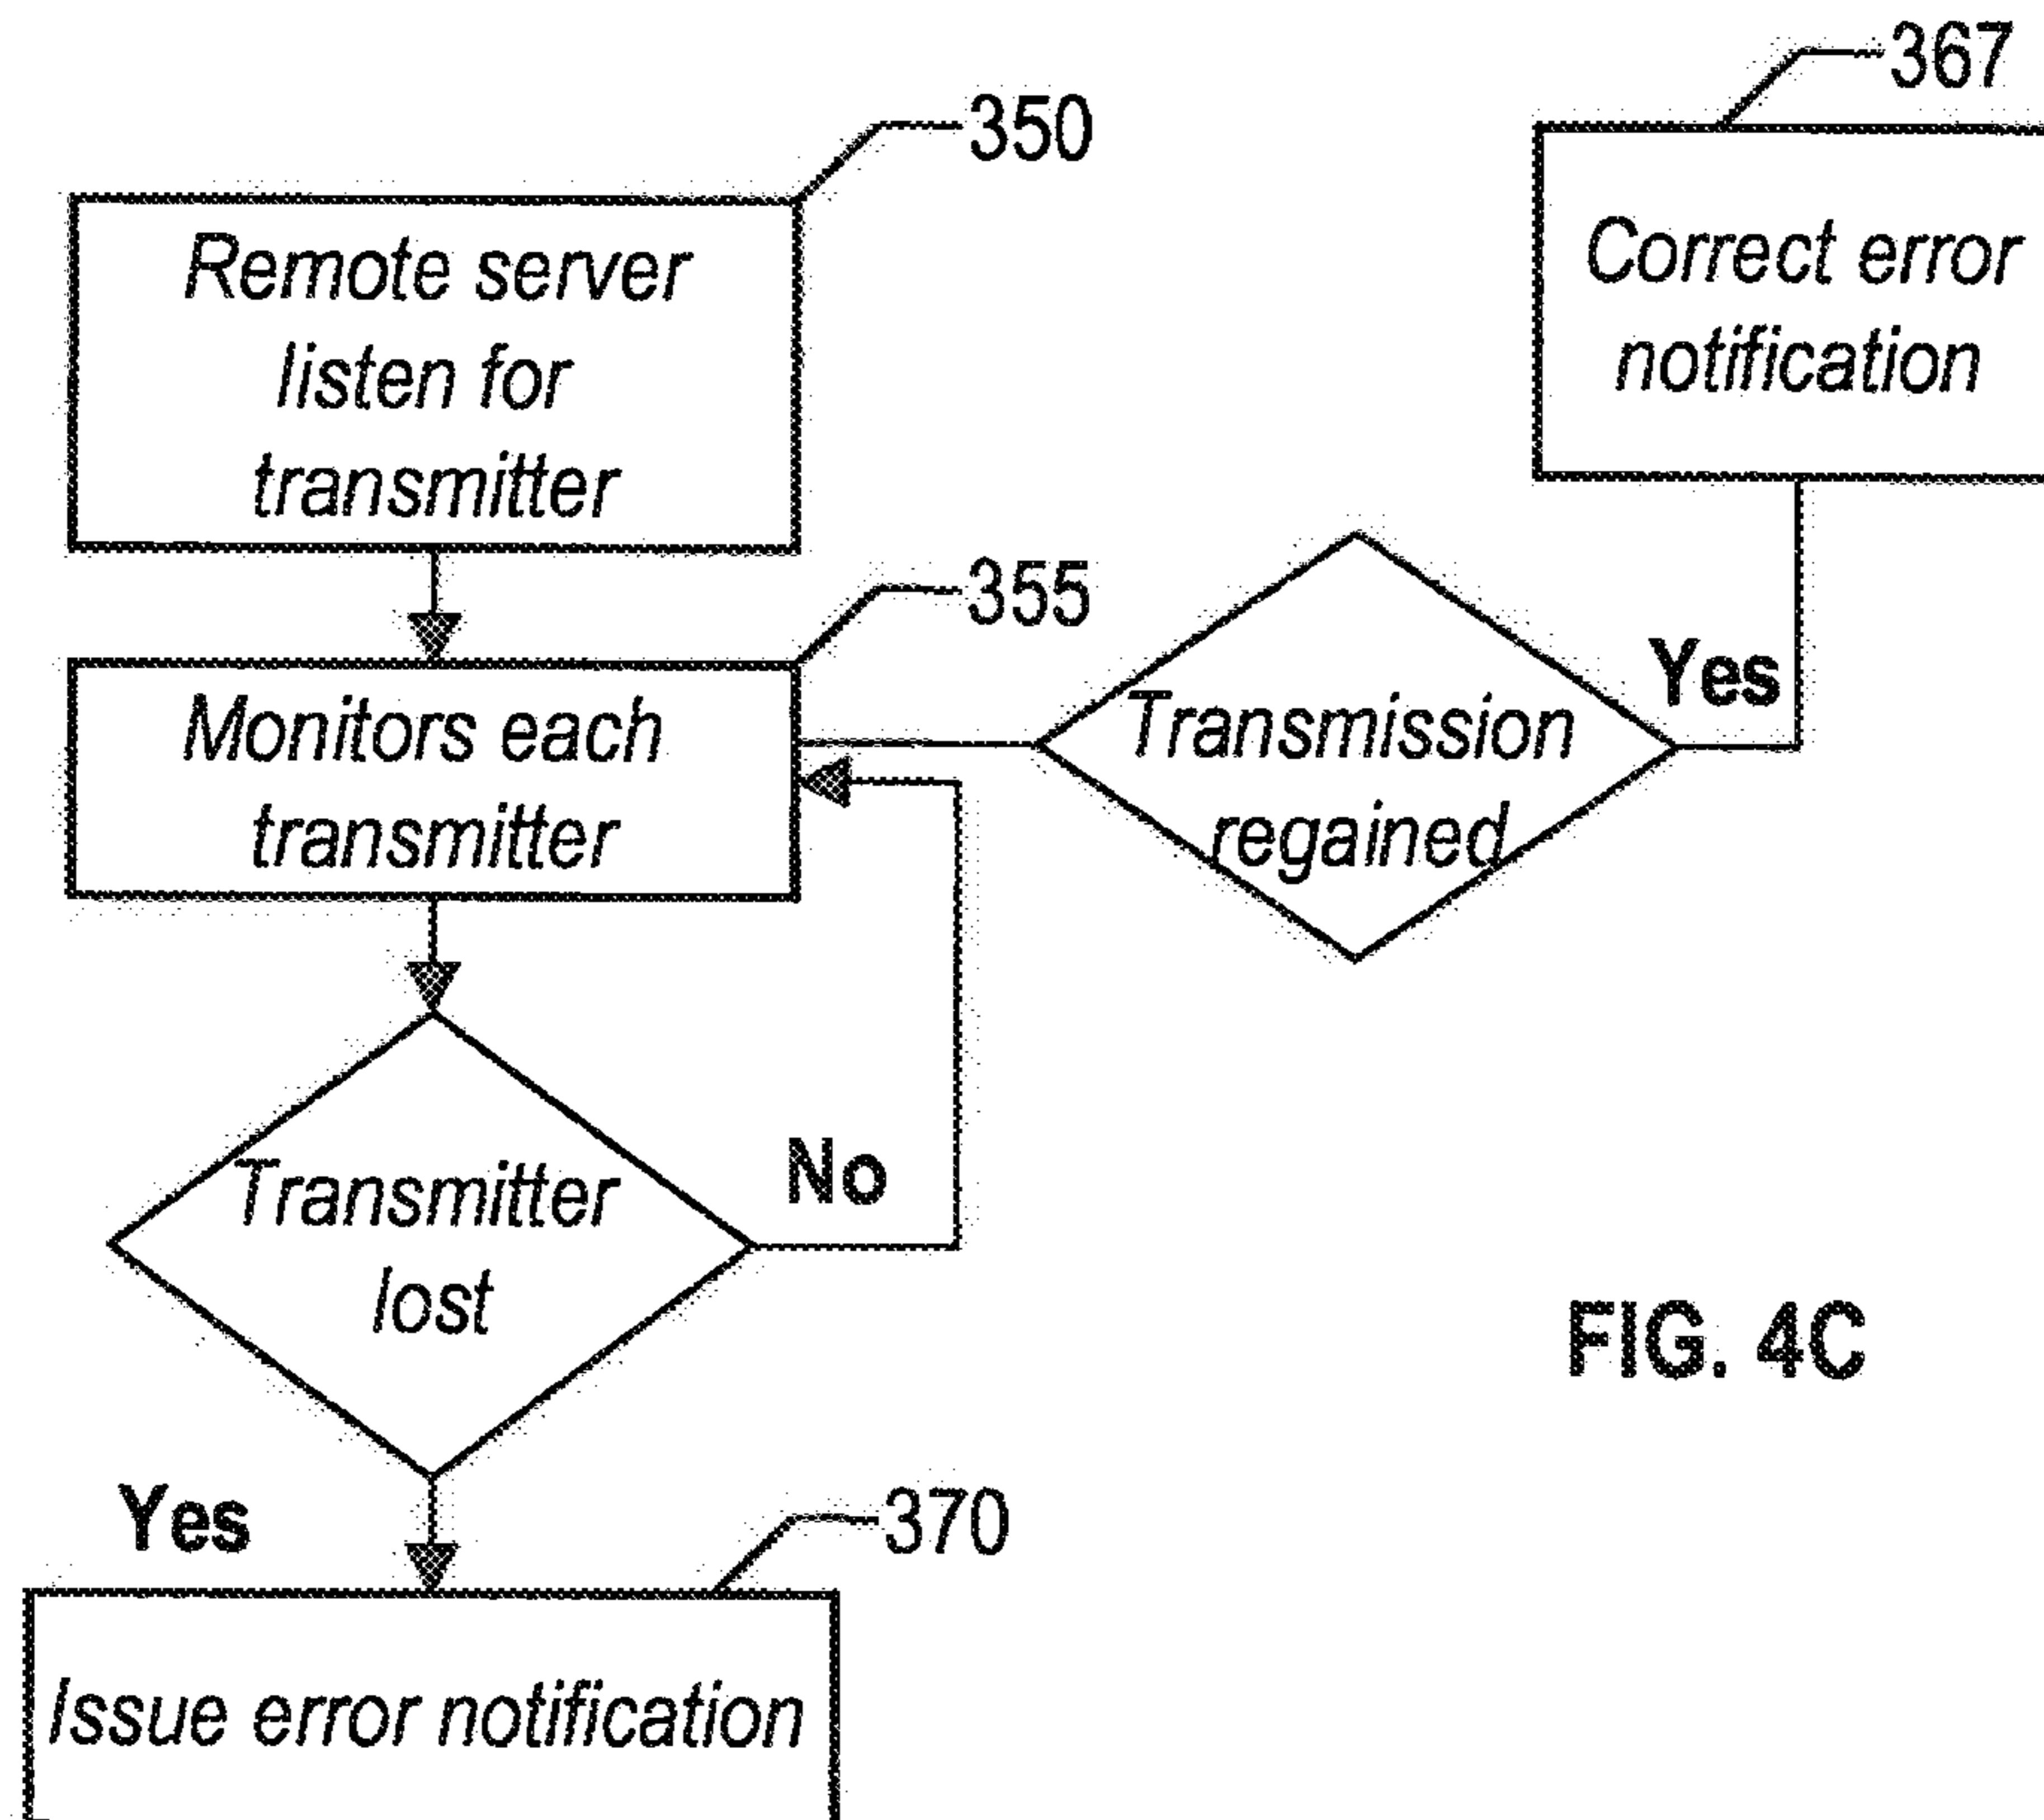 367
350
Remote server
listen for
transmitter
Correct error
notification
355
Monitors each
transmitter
Yes
Transmission
regained
No
Transmitter
lost
FIG. 4C
Yes
370
Issue error notification